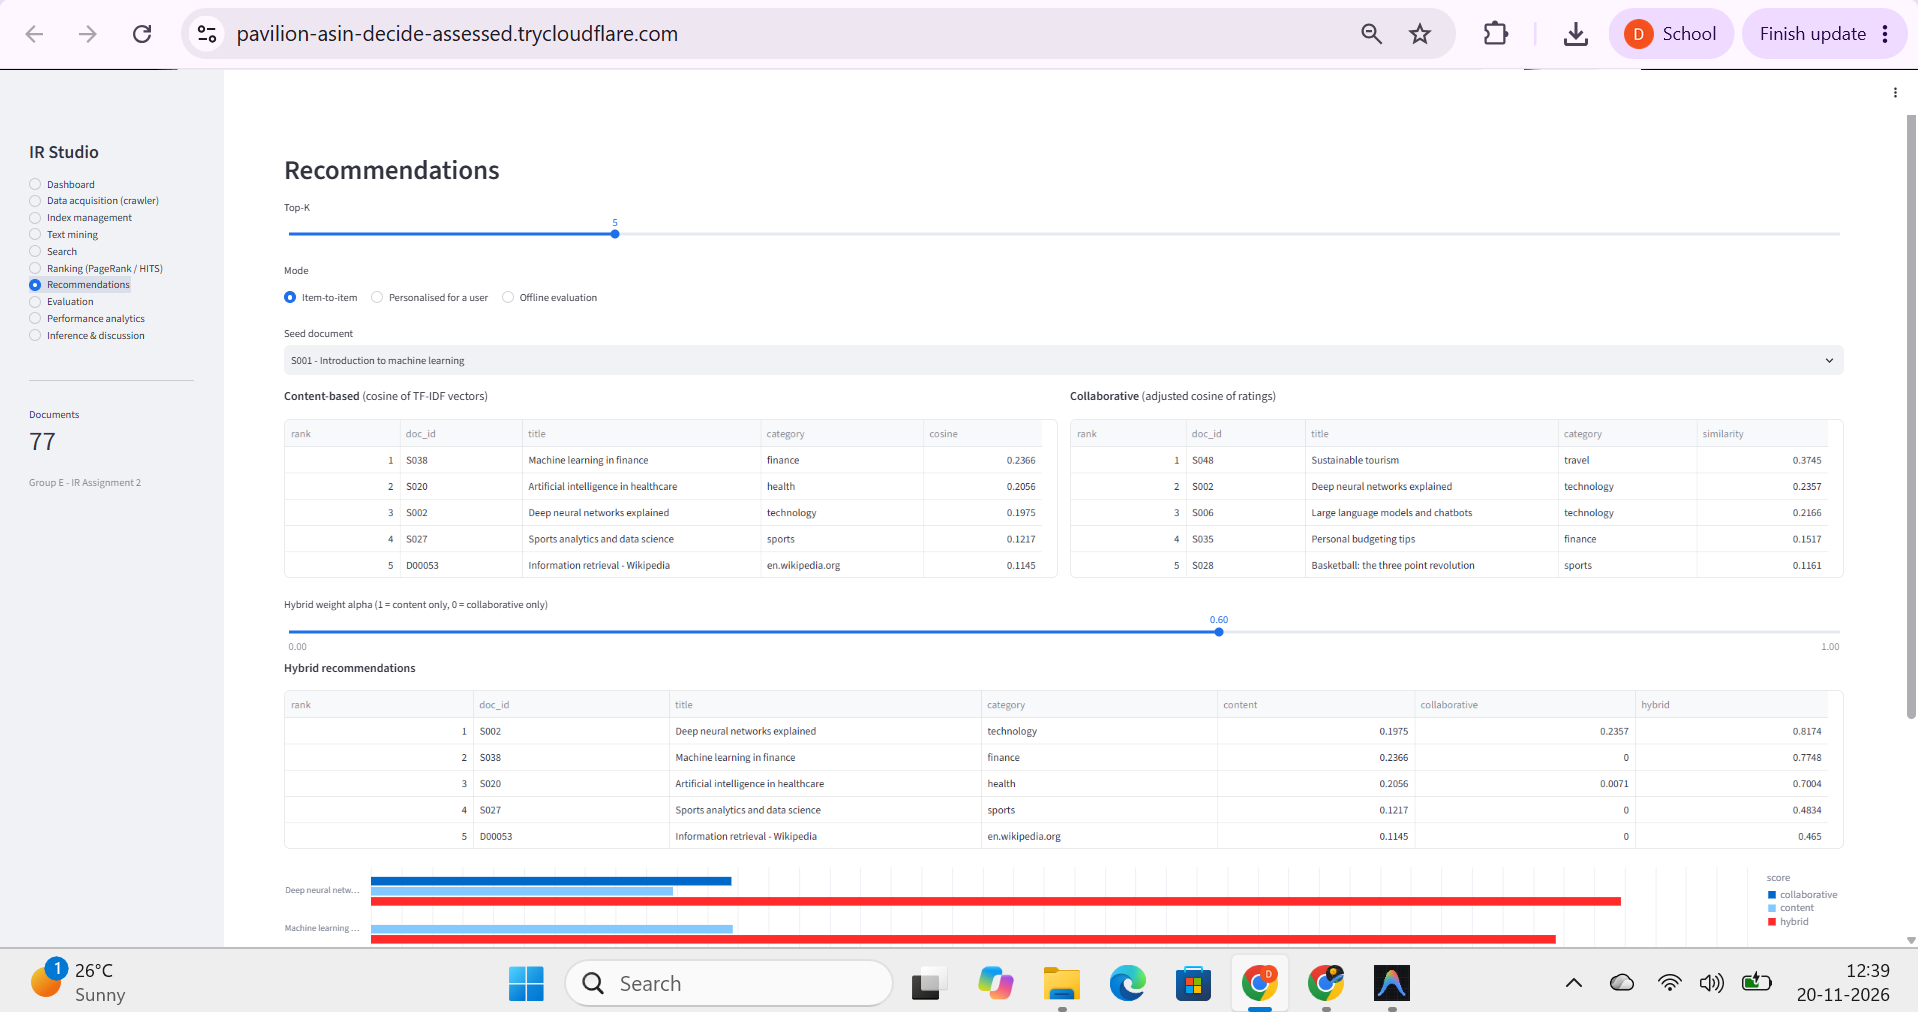 pavilion-asin-decide-assessed.trycloudflare.com
D School
Finish update
IR Studio
Dashboard
Data acquisition (crawler)
Index management
Text mining
Search
Ranking (PageRank / HITS)
Recommendations
Evaluation
Performance analytics
Inference & discussion
Documents
77
Group E - IR Assignment 2
Recommendations
Top-K
5
Mode
Item-to-item Personalised for a user Offline evaluation
Seed document
S001 - Introduction to machine learning
Content-based (cosine of TF-IDF vectors)
rank doc_id title category cosine
1 S038 Machine learning in finance finance 0.2366
2 S020 Artificial intelligence in healthcare health 0.2056
3 S002 Deep neural networks explained technology 0.1975
4 S027 Sports analytics and data science sports 0.1217
5 D00053 Information retrieval - Wikipedia en.wikipedia.org 0.1145
Collaborative (adjusted cosine of ratings)
rank doc_id title category similarity
1 S048 Sustainable tourism travel 0.3745
2 S002 Deep neural networks explained technology 0.2357
3 S006 Large language models and chatbots technology 0.2166
4 S035 Personal budgeting tips finance 0.1517
5 S028 Basketball: the three point revolution sports 0.1161
Hybrid weight alpha (1 = content only, 0 = collaborative only)
0.60
0.00 1.00
Hybrid recommendations
rank doc_id title category content collaborative hybrid
1 S002 Deep neural networks explained technology 0.1975 0.2357 0.8174
2 S038 Machine learning in finance finance 0.2366 0 0.7748
3 S020 Artificial intelligence in healthcare health 0.2056 0.0071 0.7004
4 S027 Sports analytics and data science sports 0.1217 0 0.4834
5 D00053 Information retrieval - Wikipedia en.wikipedia.org 0.1145 0 0.465
Deep neural netw...
Machine learning ...
score
collaborative
content
hybrid
1
26°C
Sunny
Search
D
12:39
20-11-2026